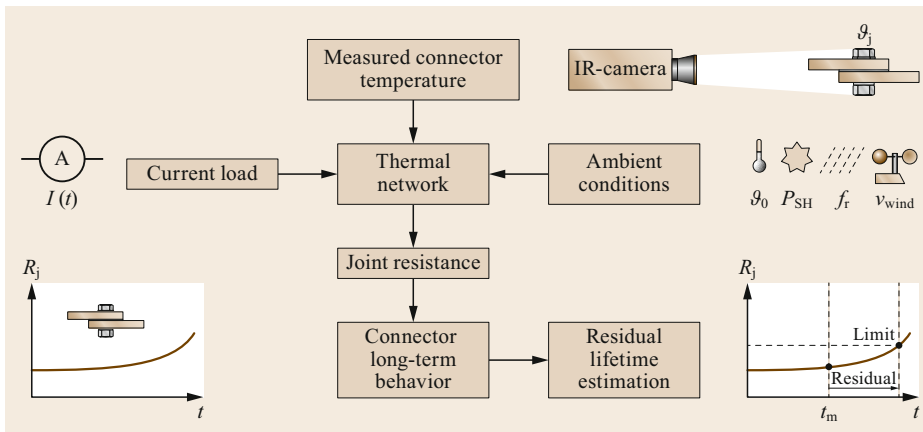 Measured connector
temperature
IR-camera
ϑj
A
I (t)
Current load
Thermal
network
Ambient
conditions
ϑ0
PSH
fr
vwind
Joint resistance
Rj
t
Connector
long-term
behavior
Residual
lifetime
estimation
Rj
Limit
Residual
tm
t